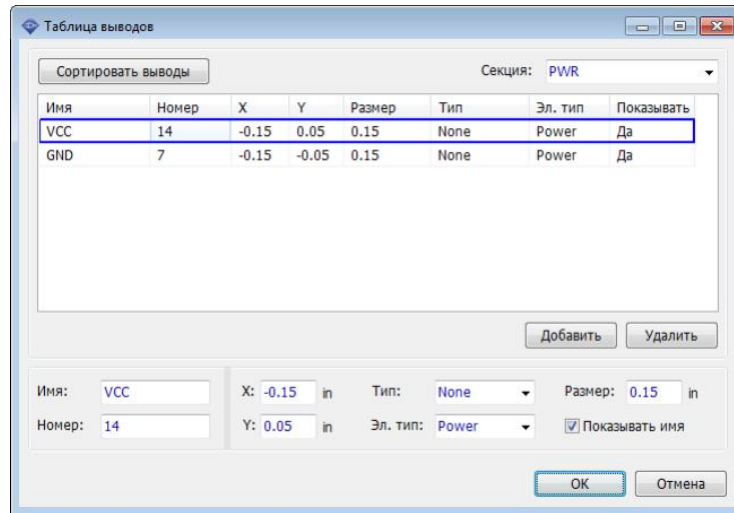 Таблица выводов
Сортировать выводы Секция: PWR
Имя Номер X Y Размер Тип Эл. тип Показывать
VCC 14 -0.15 0.05 0.15 None Power Да
GND 7 -0.15 -0.05 0.15 None Power Да
Добавить Удалить
Имя: VCC X: -0.15 in Тип: None Размер: 0.15 in
Номер: 14 Y: 0.05 in Эл. тип: Power Показывать имя
OK Отмена